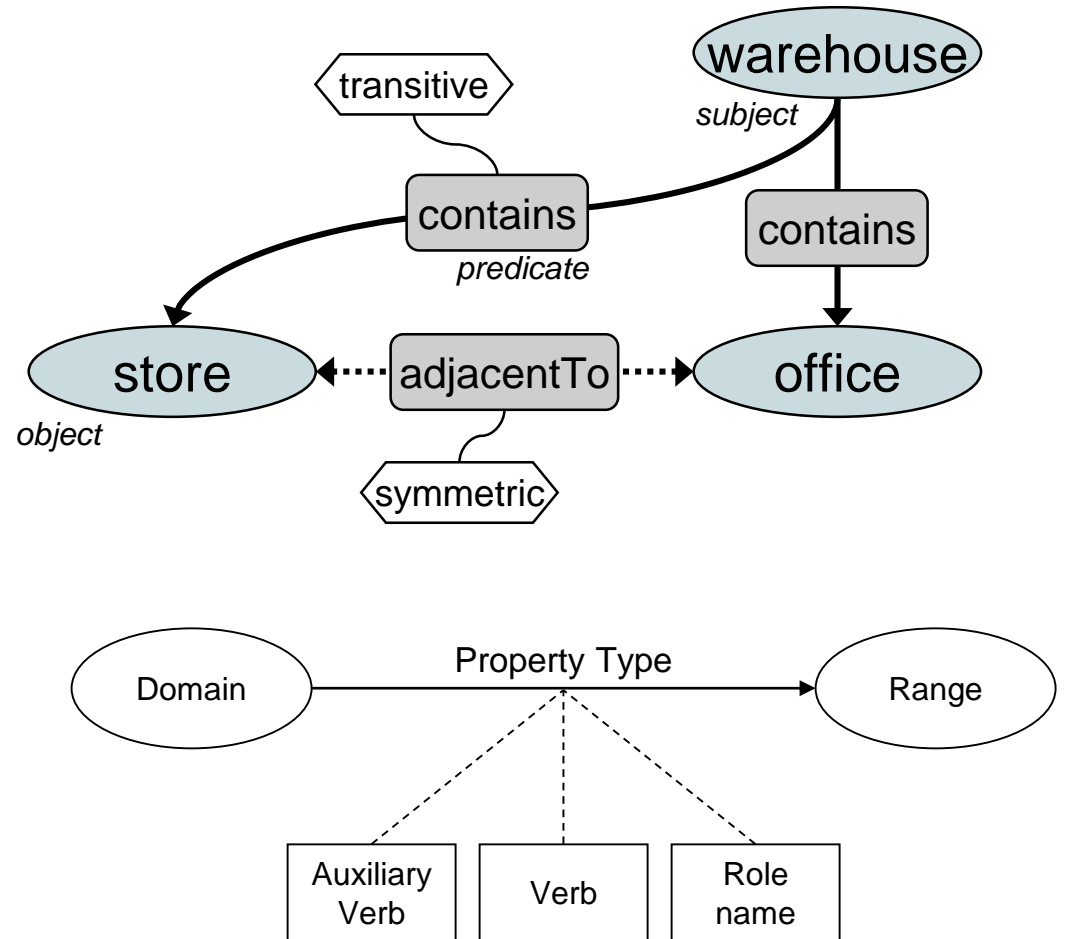 warehouse
transitive
subject
contains
contains
predicate
store
adjacentTo
office
object
symmetric
Property Type
Domain
Range
Auxiliary
Verb
Verb
Role
name